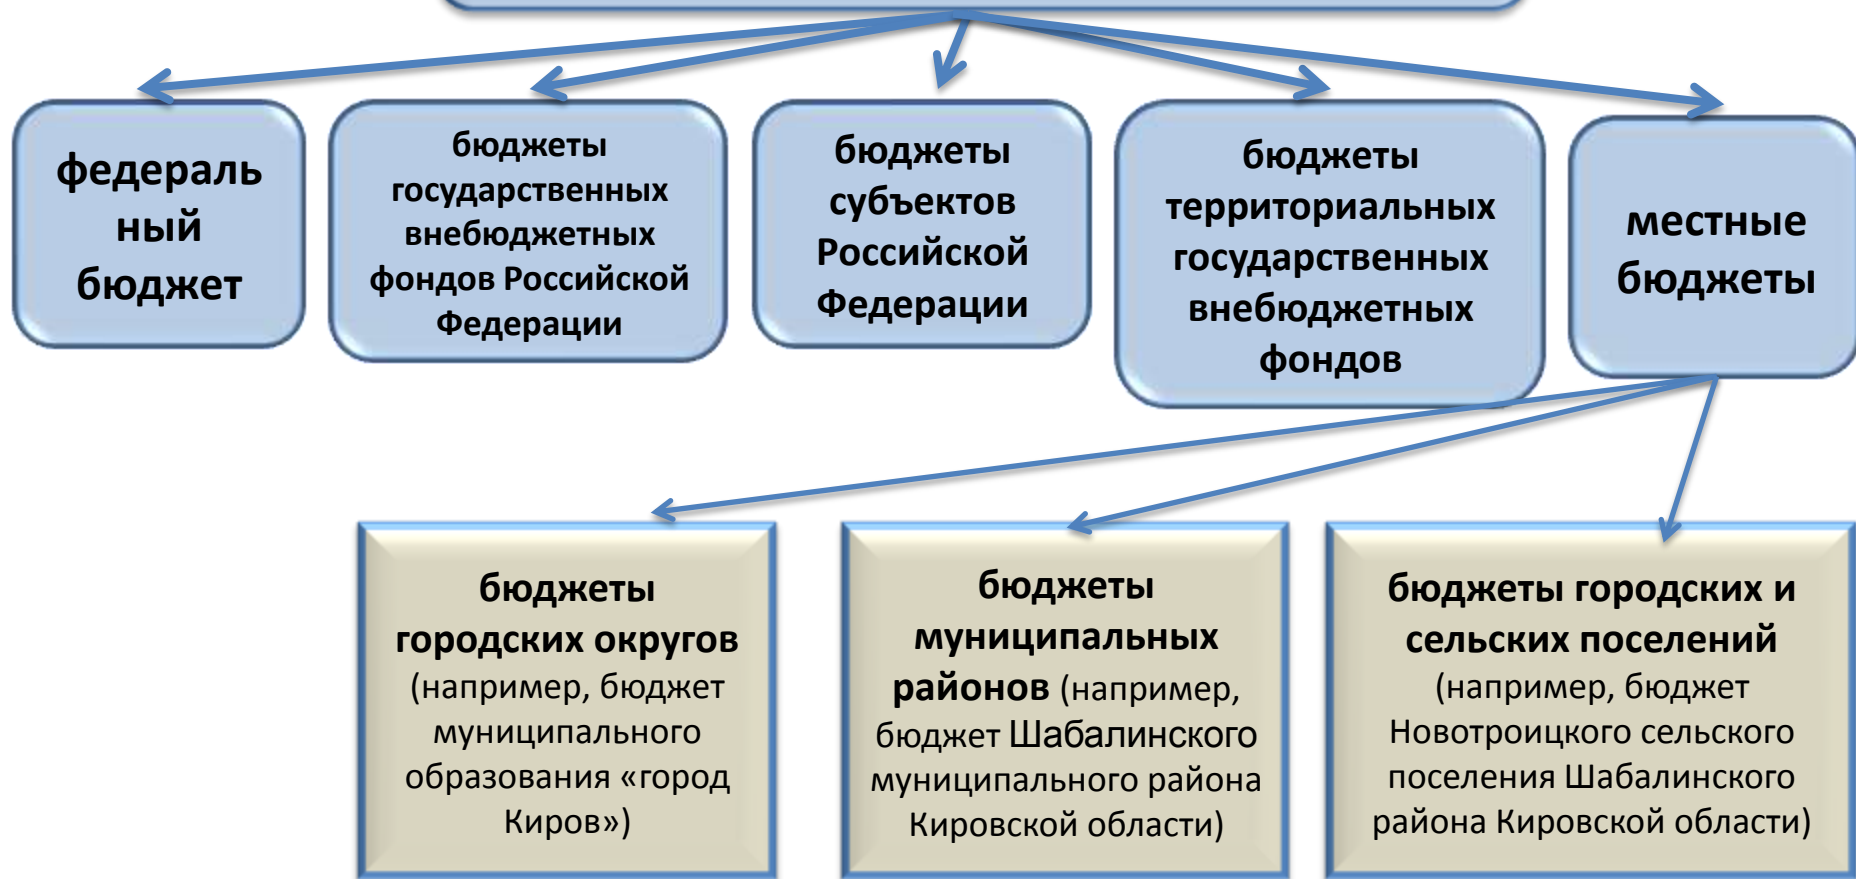 федераль
ный
бюджет
бюджеты
государственных
внебюджетных
фондов Российской
Федерации
бюджеты
субъектов
Российской
Федерации
бюджеты
территориальных
государственных
внебюджетных
фондов
местные
бюджеты
бюджеты
городских округов
(например, бюджет
муниципального
образования «город
Киров»)
бюджеты
муниципальных
районов (например,
бюджет Шабалинского
муниципального района
Кировской области)
бюджеты городских и
сельских поселений
(например, бюджет
Новотроицкого сельского
поселения Шабалинского
района Кировской области)